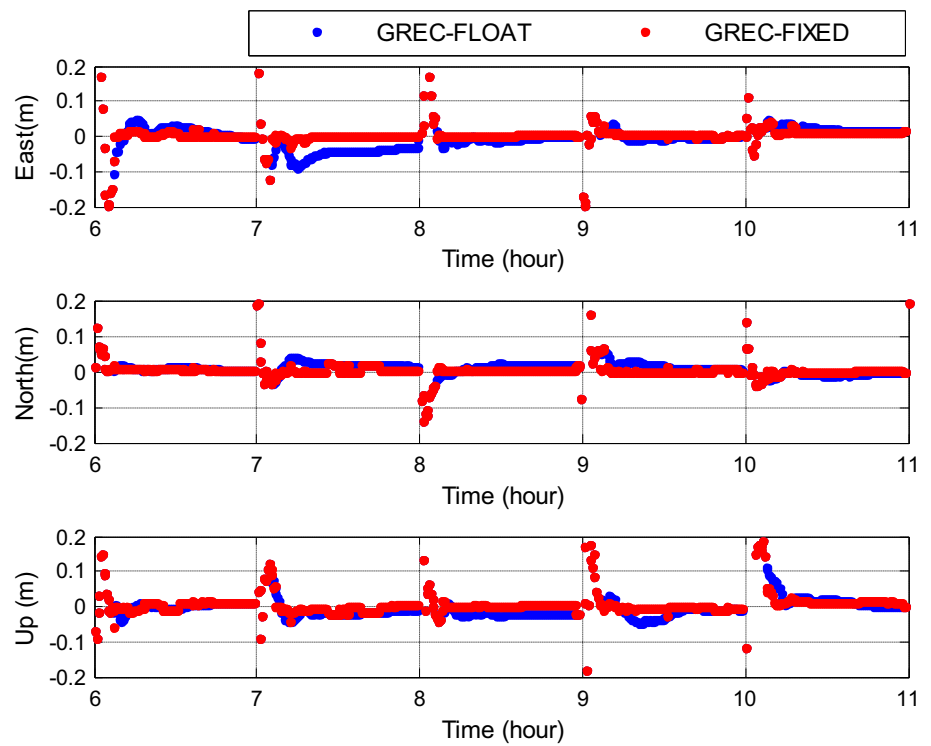 GREC-FLOAT GREC-FIXED
East(m)
0.2
0.1
0
-0.1
-0.2
6 7 8 9 10 11
Time (hour)
North(m)
0.2
0.1
0
-0.1
-0.2
6 7 8 9 10 11
Time (hour)
Up (m)
0.2
0.1
0
-0.1
-0.2
6 7 8 9 10 11
Time (hour)